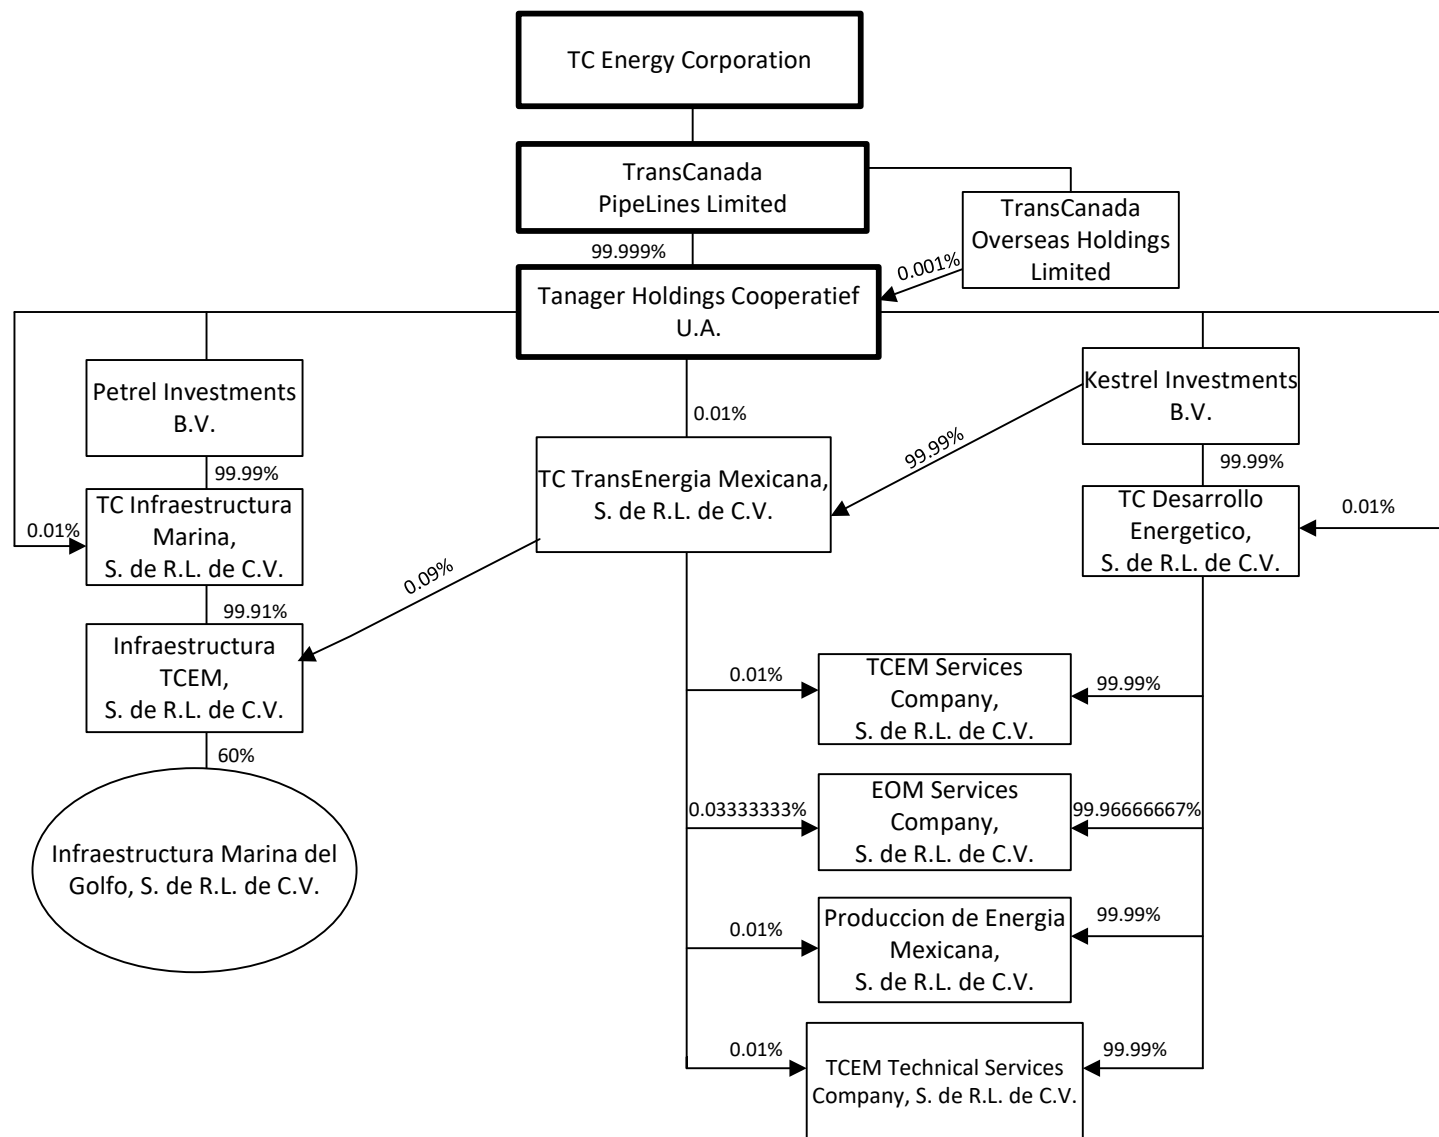 TC Energy Corporation
TransCanada
PipeLines Limited
TransCanada
Overseas Holdings
Limited
99.999%
0.001%
Tanager Holdings Cooperatief
U.A.
Petrel Investments
B.V.
Kestrel Investments
B.V.
0.01%
99.99%
99.99%
99.99%
TC TransEnergia Mexicana,
S. de R.L. de C.V.
TC Infraestructura
Marina,
S. de R.L. de C.V.
0.01%
TC Desarrollo
Energetico,
S. de R.L. de C.V.
0.01%
0.09%
99.91%
Infraestructura
TCEM,
S. de R.L. de C.V.
60%
Infraestructura Marina del
Golfo, S. de R.L. de C.V.
0.01%
TCEM Services
Company,
S. de R.L. de C.V.
99.99%
0.03333333%
EOM Services
Company,
S. de R.L. de C.V.
99.96666667%
0.01%
Produccion de Energia
Mexicana,
S. de R.L. de C.V.
99.99%
0.01%
TCEM Technical Services
Company, S. de R.L. de C.V.
99.99%